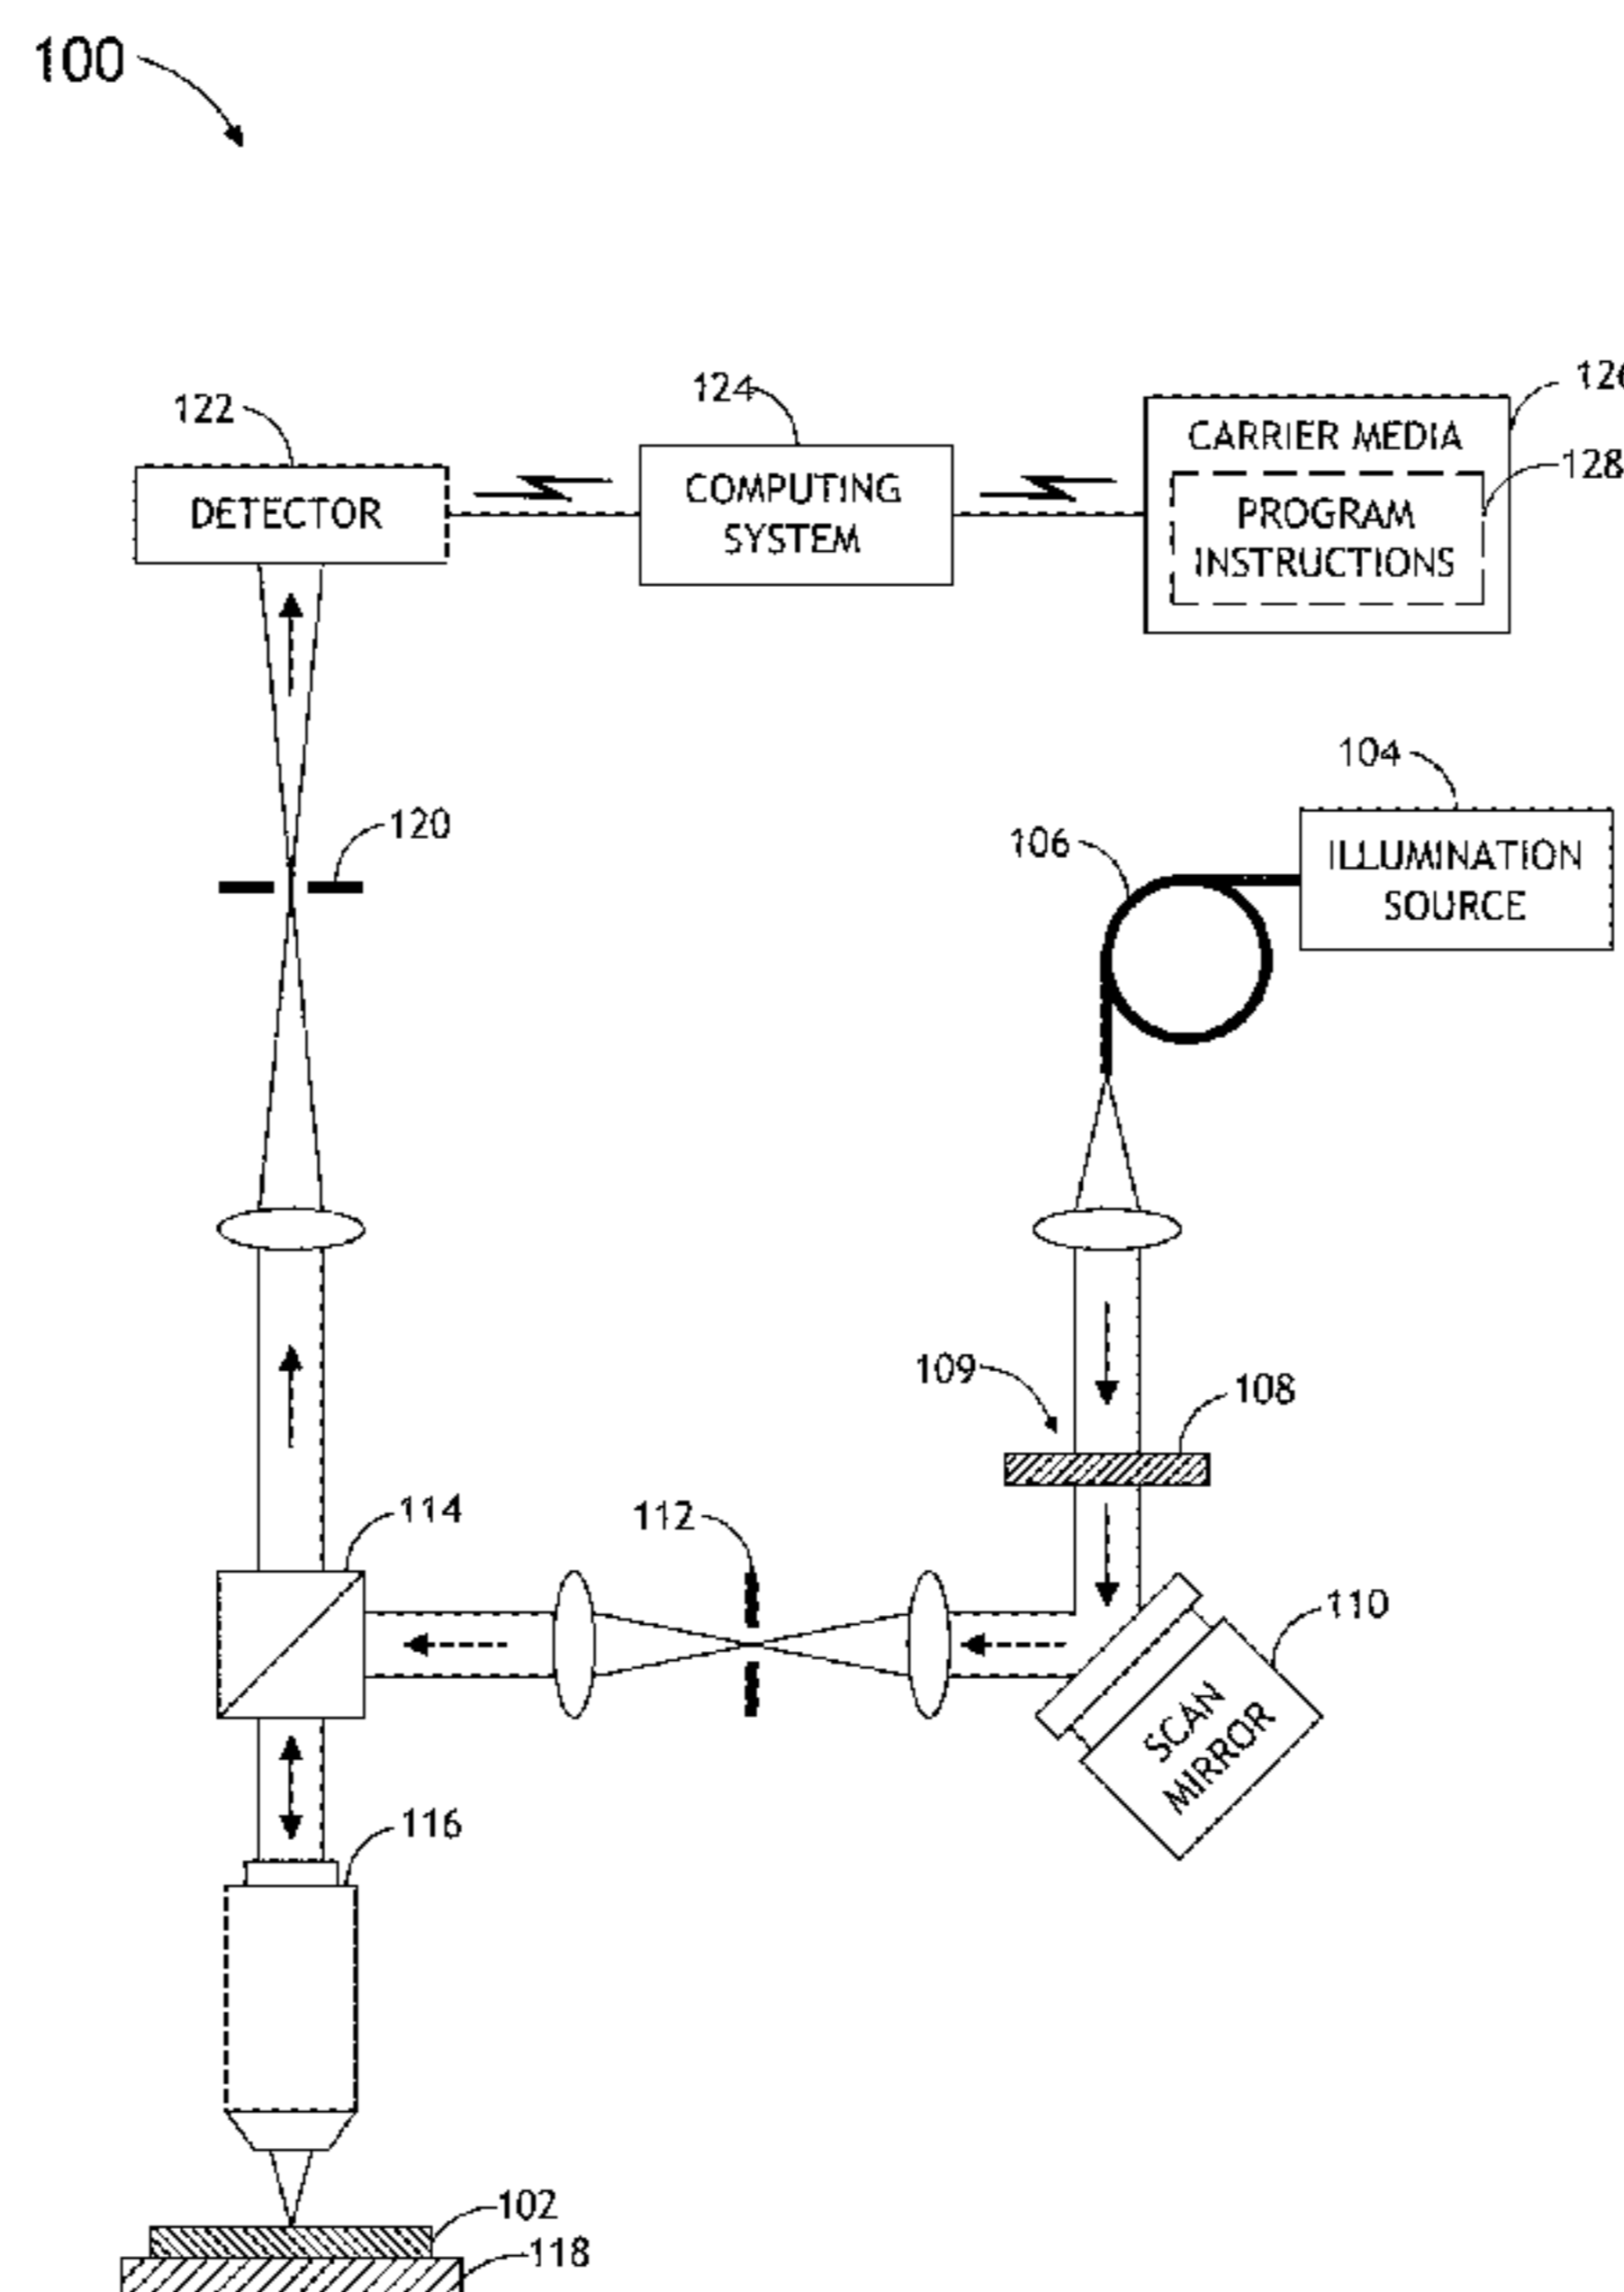 100
122
124
126
CARRIER MEDIA
128
DETECTOR
COMPUTING
SYSTEM
PROGRAM
INSTRUCTIONS
104
120
106
ILLUMINATION
SOURCE
109
108
114
112
110
SCAN
MIRROR
116
102
118